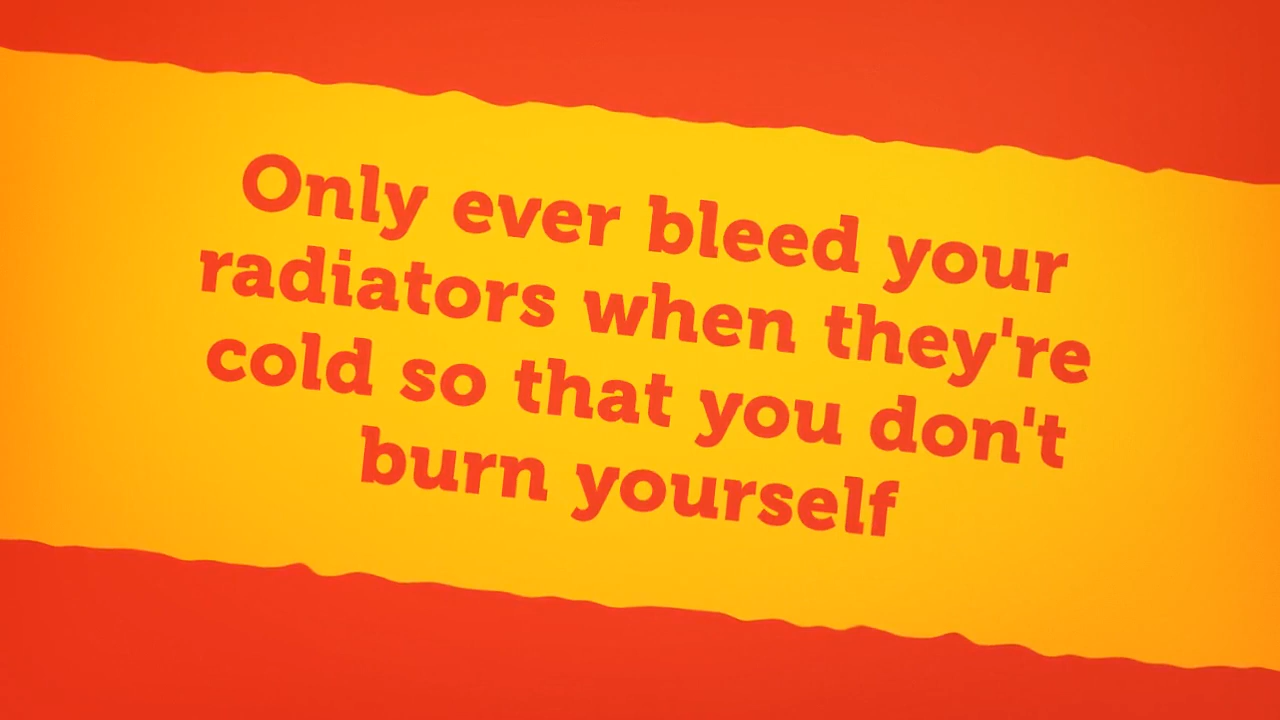 Only ever bleed your
radiators when they're
cold so that you don't
burn yourself